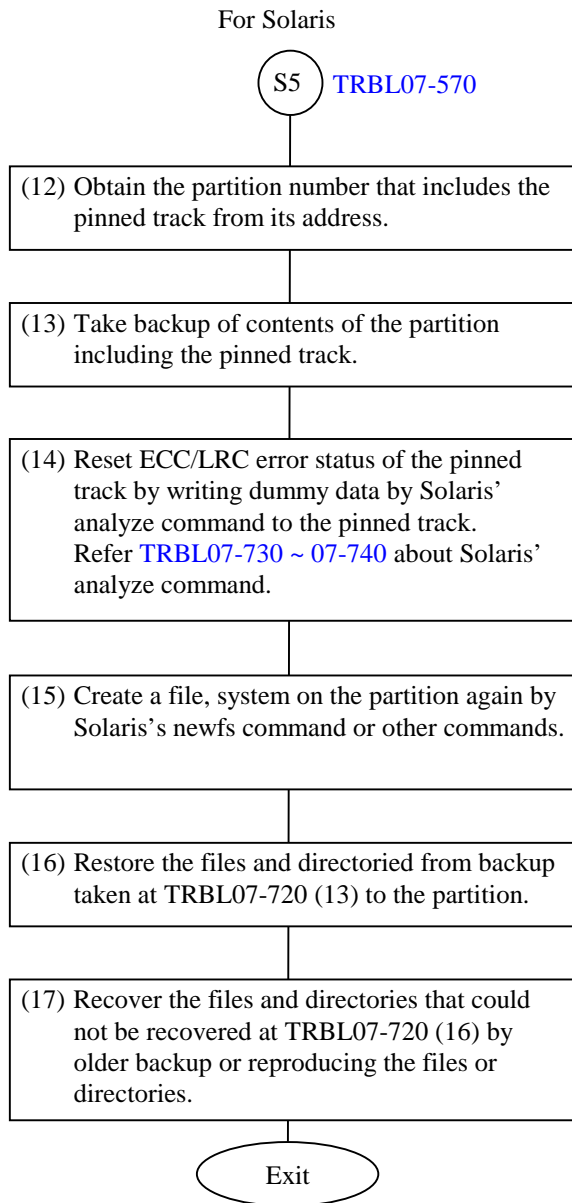 For Solaris
S5 TRBL07-570
(12) Obtain the partition number that includes the
pinned track from its address.
(13) Take backup of contents of the partition
including the pinned track.
(14) Reset ECC/LRC error status of the pinned
track by writing dummy data by Solaris’
analyze command to the pinned track.
Refer TRBL07-730 ~ 07-740 about Solaris’
analyze command.
(15) Create a file, system on the partition again by
Solaris’s newfs command or other commands.
(16) Restore the files and directoried from backup
taken at TRBL07-720 (13) to the partition.
(17) Recover the files and directories that could
not be recovered at TRBL07-720 (16) by
older backup or reproducing the files or
directories.
Exit